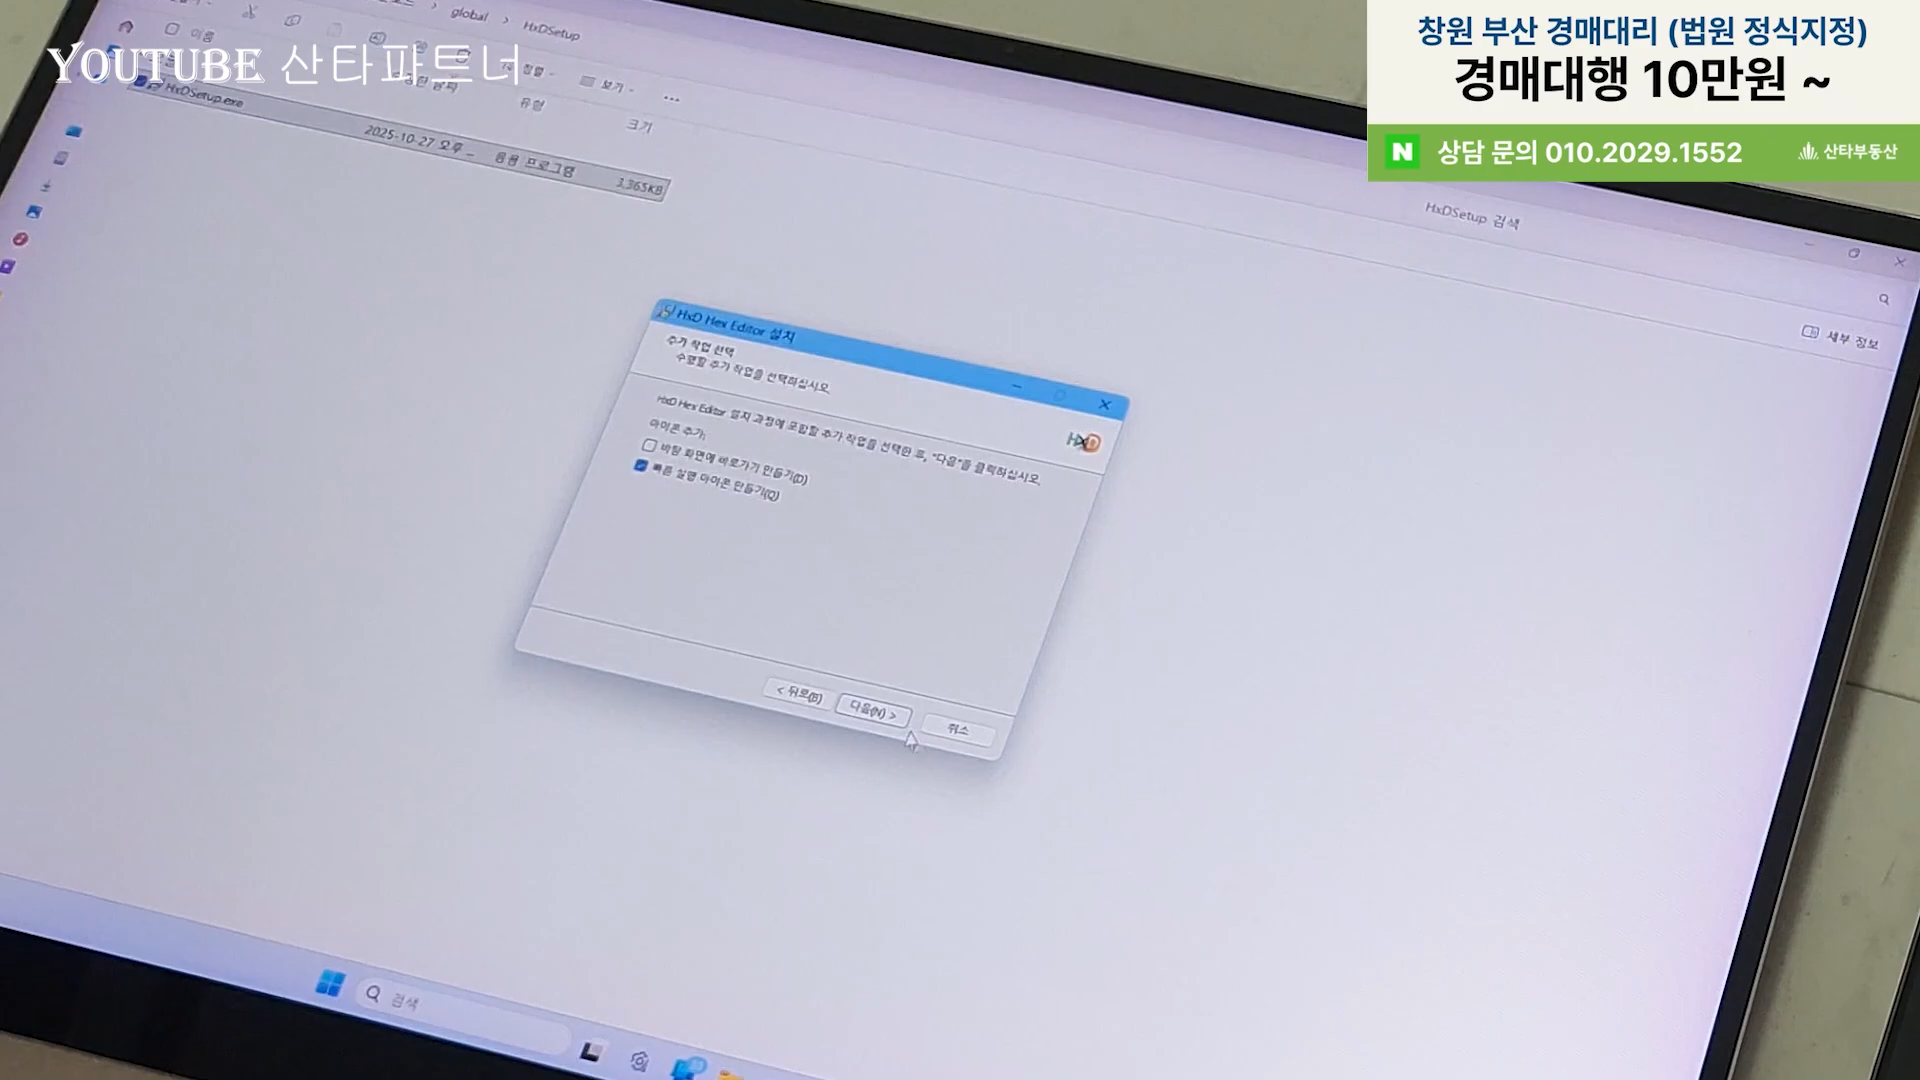 YOUTUBE 산타파트너
창원 부산 경매대리 (법원 정식지정)
경매대행 10만원 ~
N 상담 문의 010.2029.1552
산타부동산
global > HxDSetup
이름
정렬
보기
...
유형
크기
HxDSetup.exe
2025-10-27 오후 ...
응용 프로그램
3,365KB
HxDSetup 검색
세부 정보
HxD Hex Editor 설치
추가 작업 선택
수행할 추가 작업을 선택하십시오.
HxD
HxD Hex Editor 설치 과정에 포함할 추가 작업을 선택한 후, "다음"을 클릭하십시오.
아이콘 추가:
바탕 화면에 바로가기 만들기(D)
빠른 실행 아이콘 만들기(Q)
< 뒤로(B)
다음(N) >
취소
검색